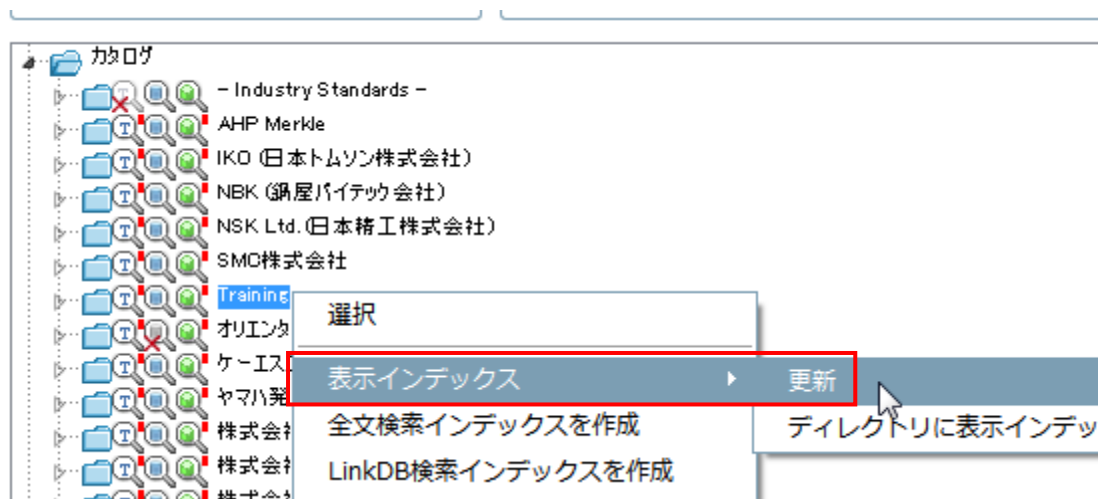 カタログ
- Industry Standards -
AHP Merkle
IKO (日本トムソン株式会社)
NBK (鍋屋バイテック会社)
NSK Ltd.(日本精工株式会社)
SMC株式会社
Training
選択
オリエンタ
ケーエス
表示インデックス
更新
ヤマハ発
株式会社
全文検索インデックスを作成
ディレクトリに表示インデッ
株式会社
LinkDB検索インデックスを作成
株式会社